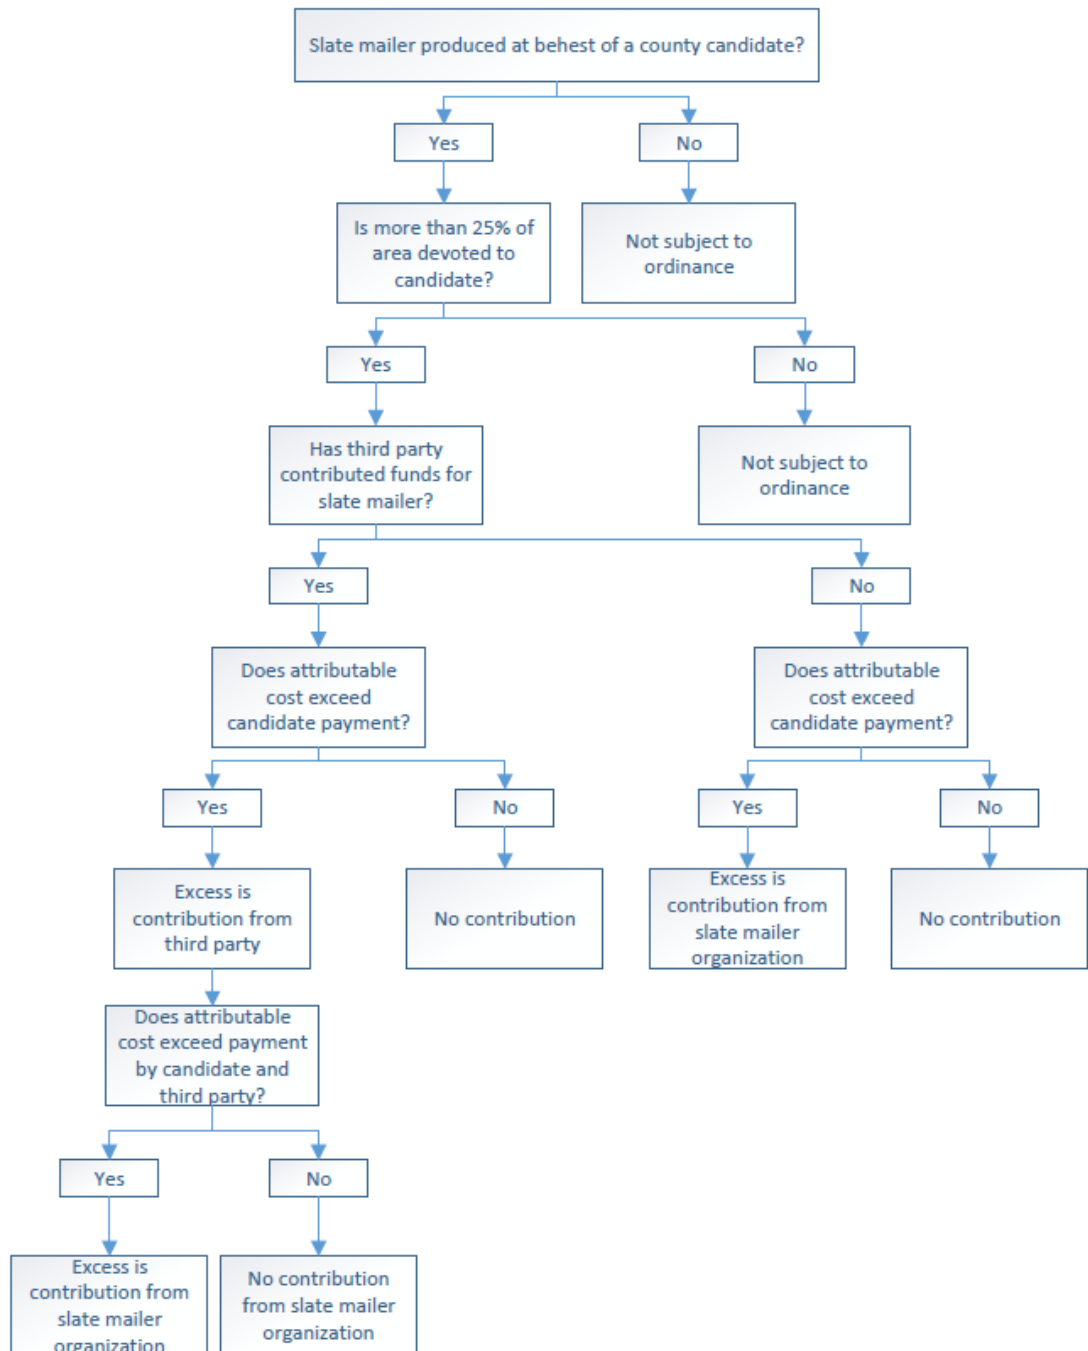 Slate mailer produced at behest of a county candidate?
Yes
No
Is more than 25% of
area devoted to
candidate?
Not subject to
ordinance
Yes
No
Has third party
contributed funds for
slate mailer?
Not subject to
ordinance
Yes
No
Does attributable
cost exceed
candidate payment?
Does attributable
cost exceed
candidate payment?
Yes
No
Yes
No
Excess is
contribution from
third party
No contribution
Excess is
contribution from
slate mailer
organization
No contribution
Does attributable
cost exceed payment
by candidate and
third party?
Yes
No
Excess is
contribution from
slate mailer
organization
No contribution
from slate mailer
organization